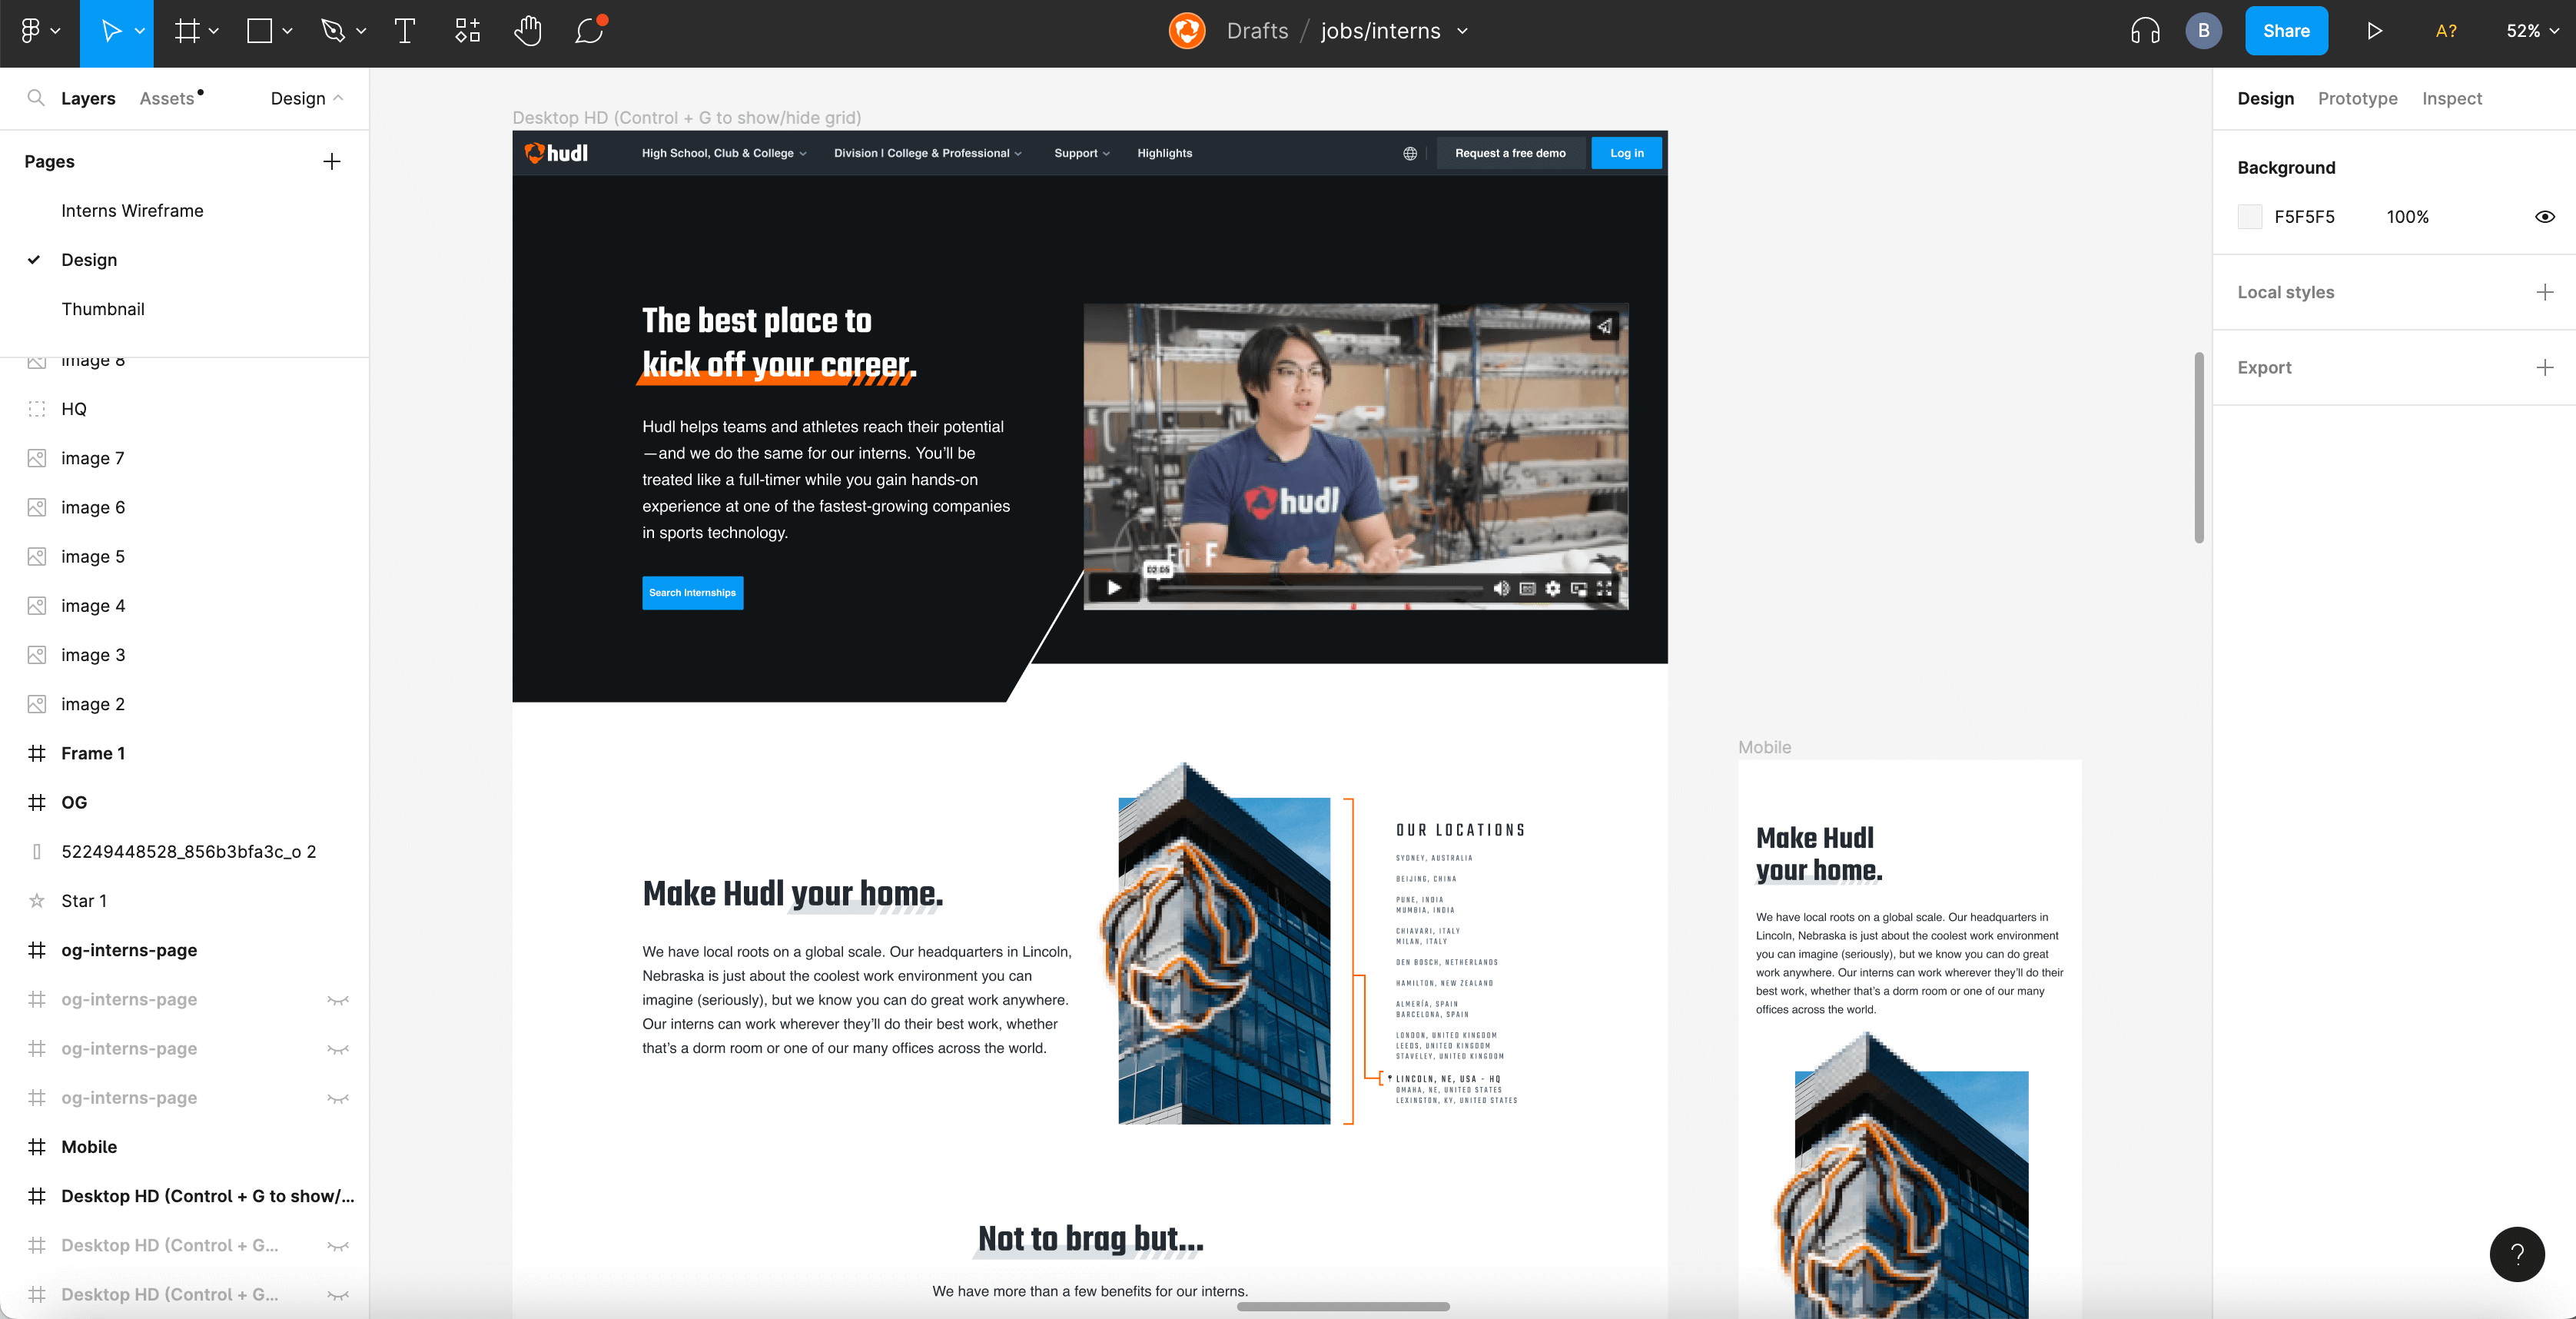 Drafts / jobs/interns
B
Share
A?
52%
Layers
Assets
Design
Pages
Interns Wireframe
Design
Thumbnail
image 8
HQ
image 7
image 6
image 5
image 4
image 3
image 2
Frame 1
OG
52249448528_856b3bfa3c_o 2
Star 1
og-interns-page
og-interns-page
og-interns-page
og-interns-page
Mobile
Desktop HD (Control + G to show/...
Desktop HD (Control + G...
Desktop HD (Control + G...
Desktop HD (Control + G to show/hide grid)
hudl
High School, Club & College
Division I College & Professional
Support
Highlights
Request a free demo
Log in
The best place to
kick off your career.
Hudl helps teams and athletes reach their potential
—and we do the same for our interns. You’ll be
treated like a full-timer while you gain hands-on
experience at one of the fastest-growing companies
in sports technology.
Search Internships
hudl
Fri F
02:05
Make Hudl your home.
We have local roots on a global scale. Our headquarters in Lincoln,
Nebraska is just about the coolest work environment you can
imagine (seriously), but we know you can do great work anywhere.
Our interns can work wherever they’ll do their best work, whether
that’s a dorm room or one of our many offices across the world.
OUR LOCATIONS
SYDNEY, AUSTRALIA
BEIJING, CHINA
PUNE, INDIA
MUMBIA, INDIA
CHIAVARI, ITALY
MILAN, ITALY
DEN BOSCH, NETHERLANDS
HAMILTON, NEW ZEALAND
ALMERÍA, SPAIN
BARCELONA, SPAIN
LONDON, UNITED KINGDOM
LEEDS, UNITED KINGDOM
STAVELEY, UNITED KINGDOM
LINCOLN, NE, USA - HQ
OMAHA, NE, UNITED STATES
LEXINGTON, KY, UNITED STATES
Not to brag but...
We have more than a few benefits for our interns.
Mobile
Make Hudl
your home.
We have local roots on a global scale. Our headquarters in
Lincoln, Nebraska is just about the coolest work environment
you can imagine (seriously), but we know you can do great
work anywhere. Our interns can work wherever they’ll do their
best work, whether that’s a dorm room or one of our many
offices across the world.
Design
Prototype
Inspect
Background
F5F5F5
100%
Local styles
Export
?